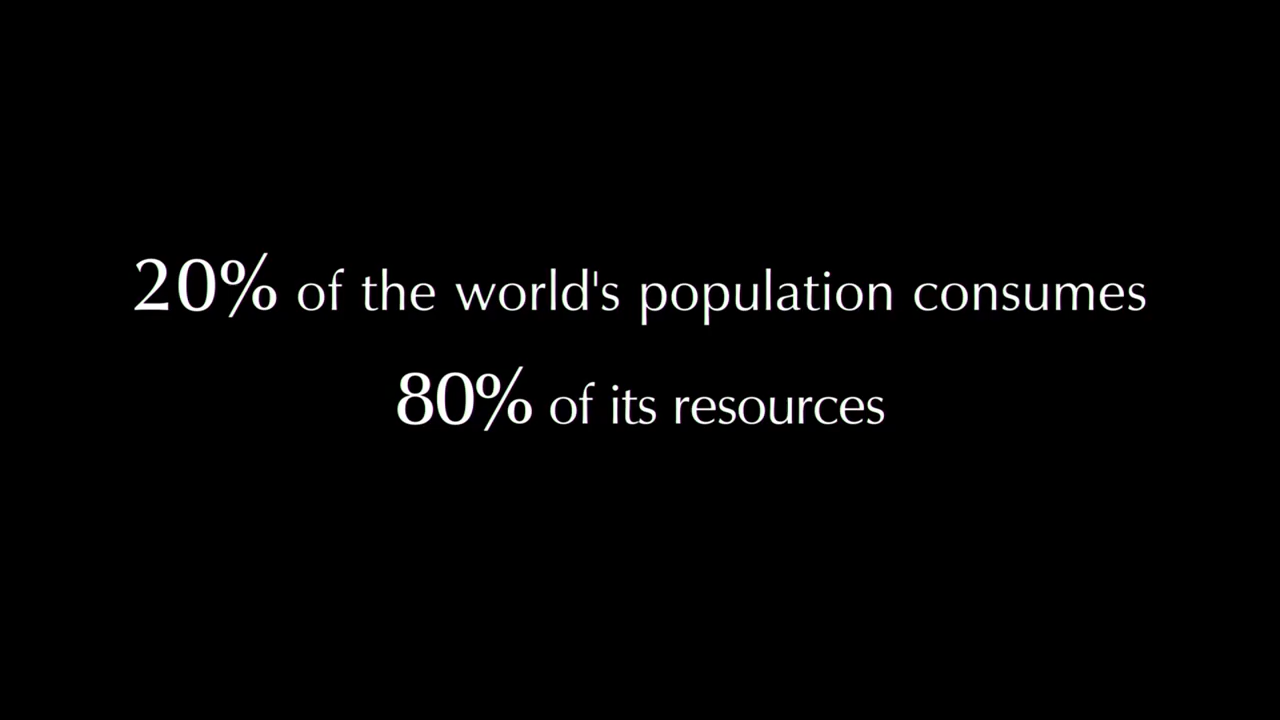 20% of the world's population consumes
80% of its resources